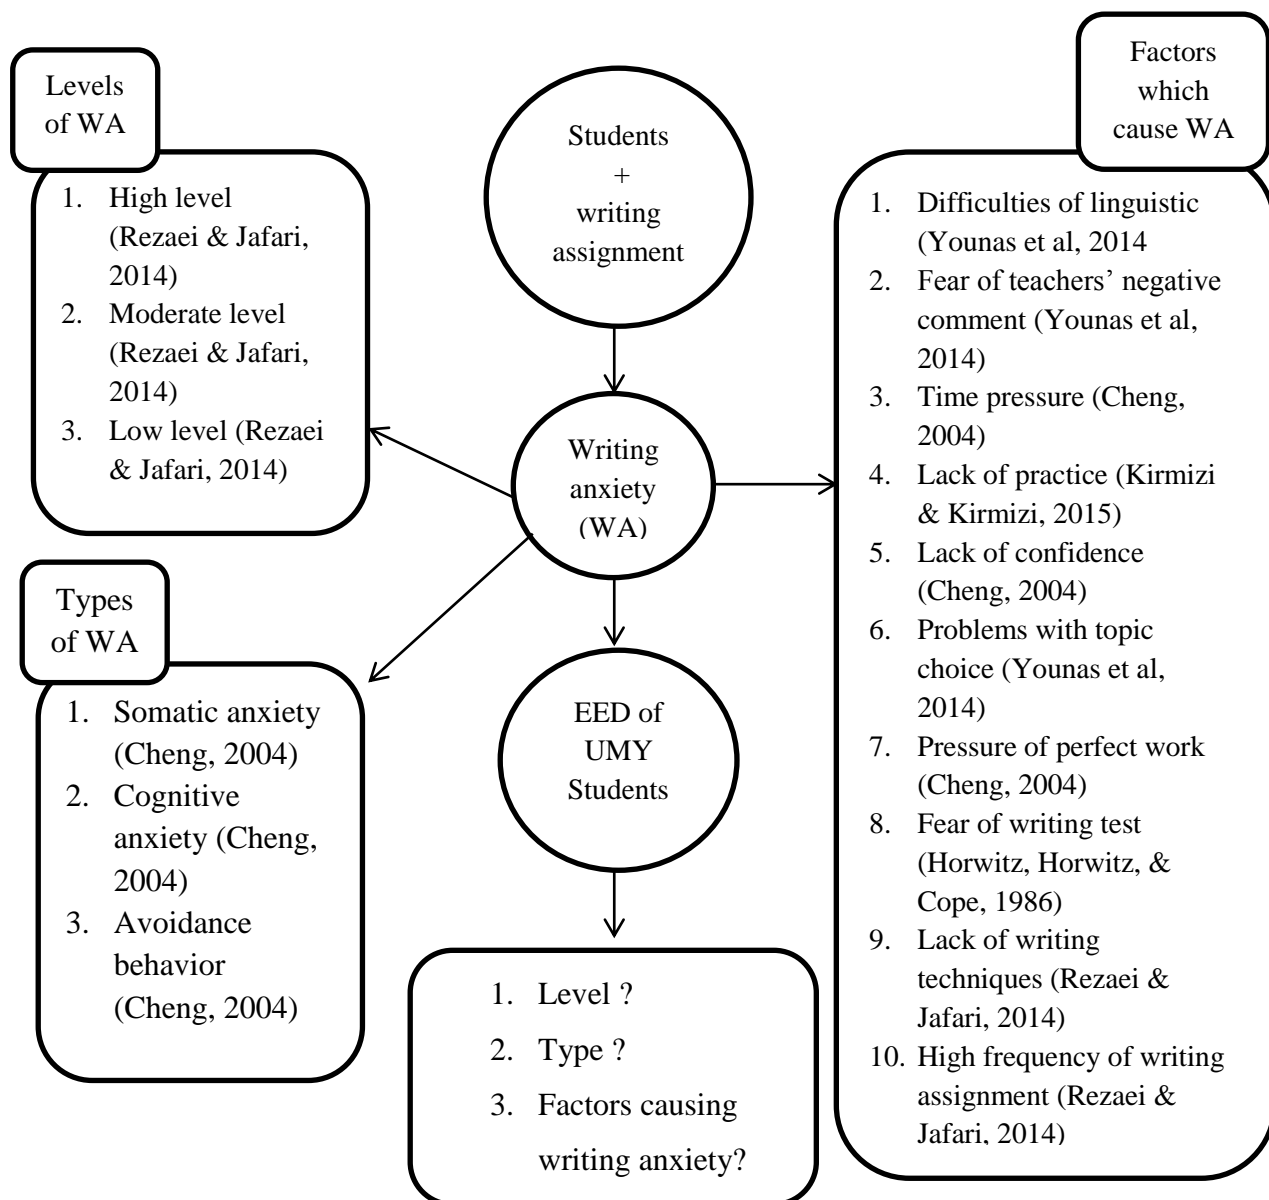 Levels
of WA
1. High level
(Rezaei & Jafari,
2014)
2. Moderate level
(Rezaei & Jafari,
2014)
3. Low level (Rezaei
& Jafari, 2014)
Types
of WA
1. Somatic anxiety
(Cheng, 2004)
2. Cognitive
anxiety (Cheng,
2004)
3. Avoidance
behavior
(Cheng, 2004)
Students
+
writing
assignment
Writing
anxiety
(WA)
EED of
UMY
Students
1. Level ?
2. Type ?
3. Factors causing
writing anxiety?
Factors
which
cause WA
1. Difficulties of linguistic
(Younas et al, 2014
2. Fear of teachers’ negative
comment (Younas et al,
2014)
3. Time pressure (Cheng,
2004)
4. Lack of practice (Kirmizi
& Kirmizi, 2015)
5. Lack of confidence
(Cheng, 2004)
6. Problems with topic
choice (Younas et al,
2014)
7. Pressure of perfect work
(Cheng, 2004)
8. Fear of writing test
(Horwitz, Horwitz, &
Cope, 1986)
9. Lack of writing
techniques (Rezaei &
Jafari, 2014)
10. High frequency of writing
assignment (Rezaei &
Jafari, 2014)